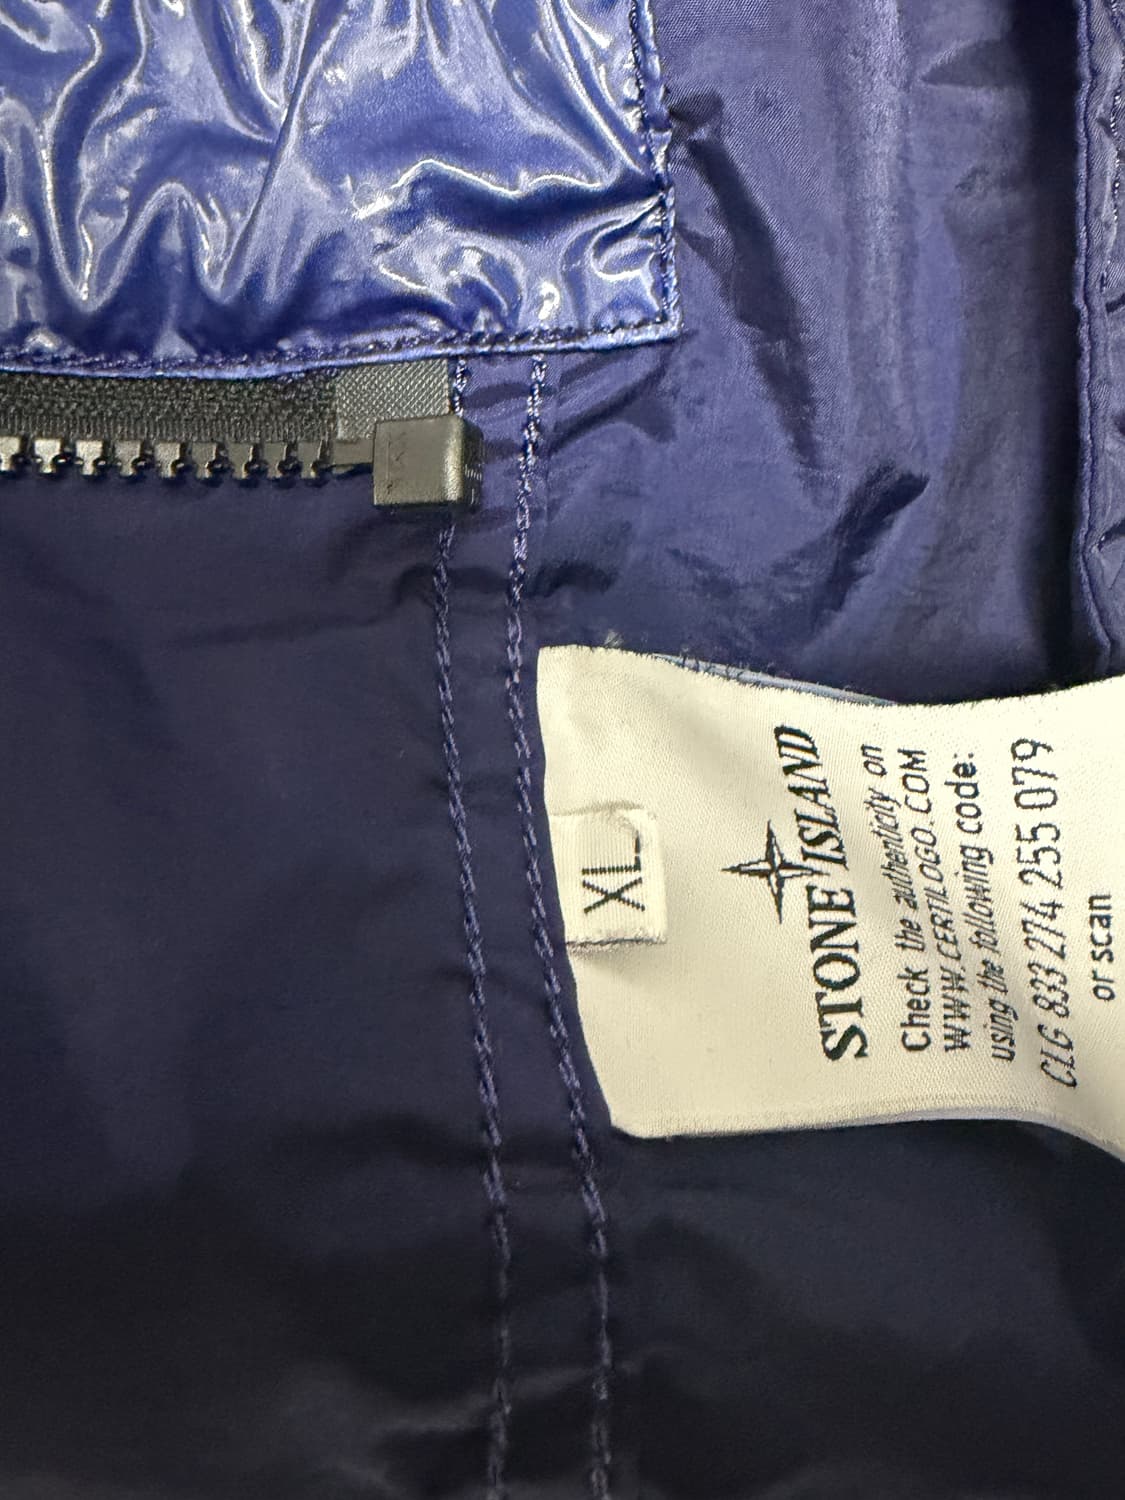 XL
STONE ISLAND
Check the authenticity on
WWW.CERTILOGO.COM
using the following code:
CLG 833 274 255 079
or scan